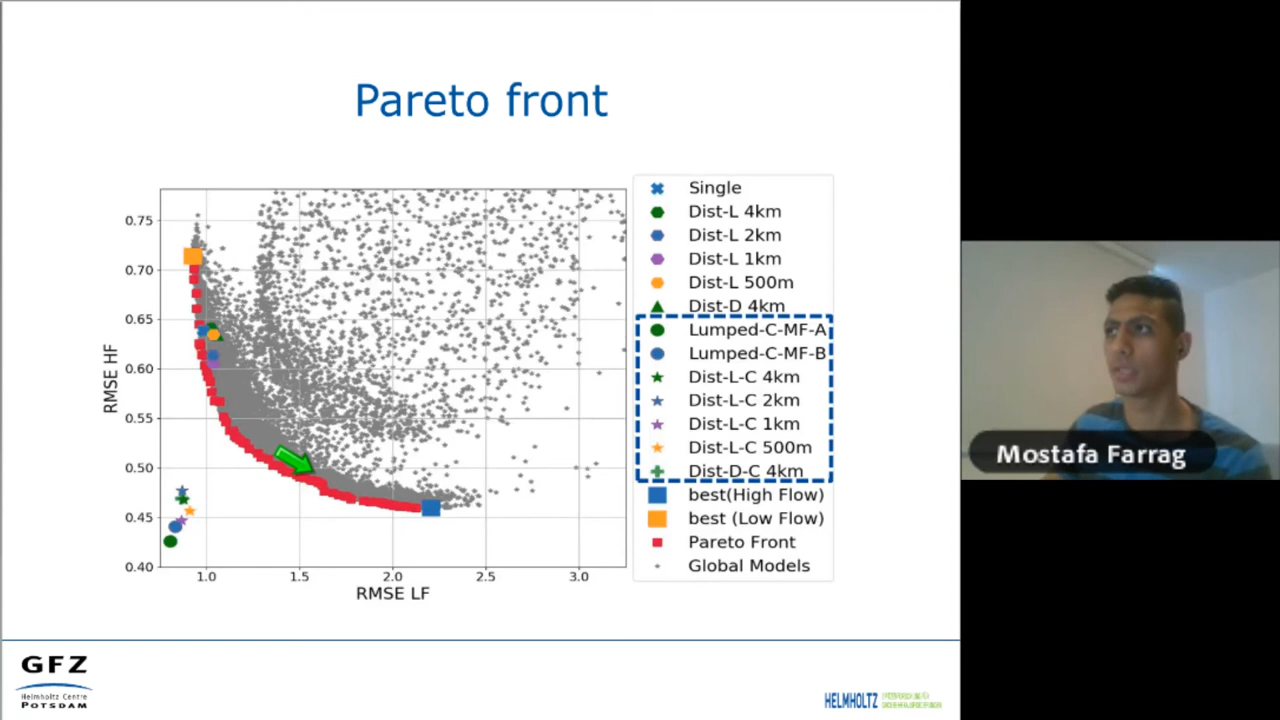 Pareto front
RMSE HF
0.75
0.70
0.65
0.60
0.55
0.50
0.45
0.40
1.0 1.5 2.0 2.5 3.0
RMSE LF
Single
Dist-L 4km
Dist-L 2km
Dist-L 1km
Dist-L 500m
Dist-D 4km
Lumped-C-MF-A
Lumped-C-MF-B
Dist-L-C 4km
Dist-L-C 2km
Dist-L-C 1km
Dist-L-C 500m
Dist-D-C 4km
best(High Flow)
best (Low Flow)
Pareto Front
Global Models
Mostafa Farrag
GFZ
Helmholtz Centre
POTSDAM
HELMHOLTZ